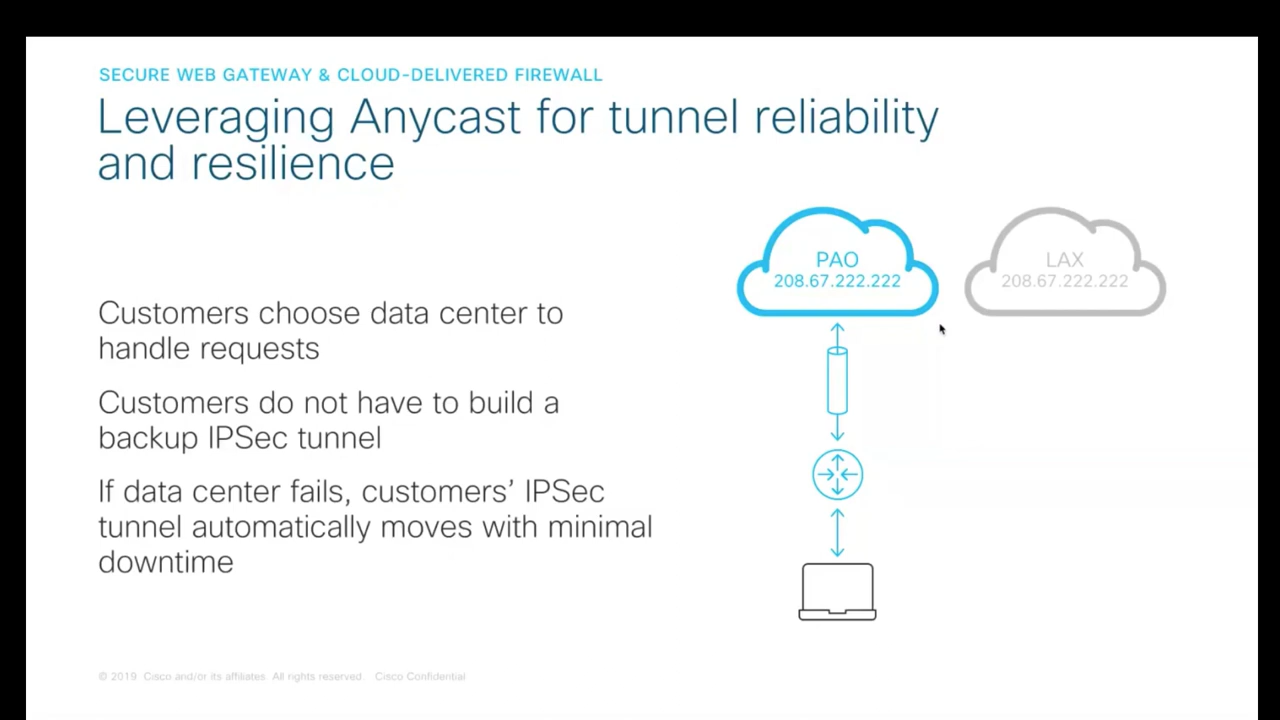 SECURE WEB GATEWAY & CLOUD-DELIVERED FIREWALL
Leveraging Anycast for tunnel reliability
and resilience
PAO
208.67.222.222
LAX
208.67.222.222
Customers choose data center to
handle requests
Customers do not have to build a
backup IPSec tunnel
If data center fails, customers’ IPSec
tunnel automatically moves with minimal
downtime
© 2019 Cisco and/or its affiliates. All rights reserved. Cisco Confidential